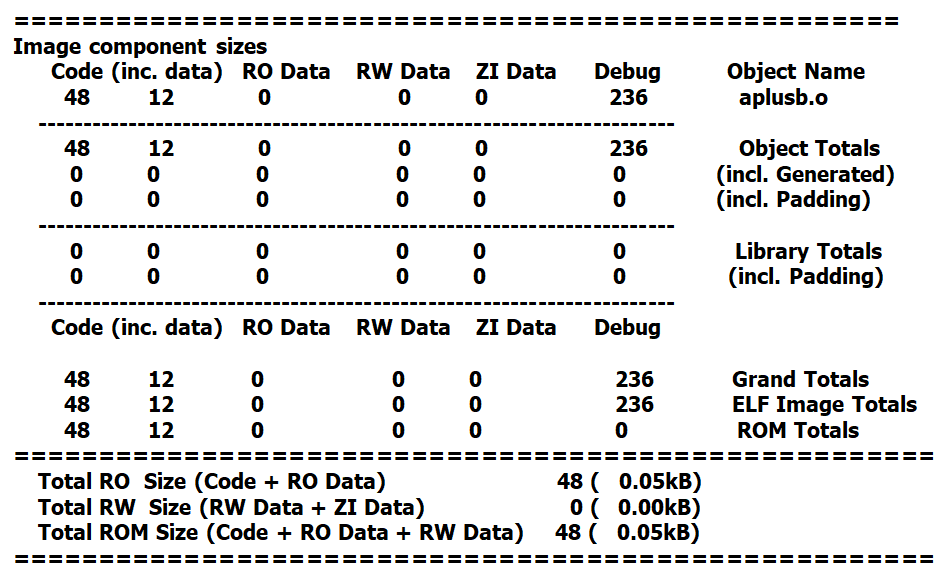 ================================================================
Image component sizes
Code (inc. data) RO Data RW Data ZI Data Debug Object Name
48 12 0 0 0 236 aplusb.o
----------------------------------------------------------------------
48 12 0 0 0 236 Object Totals
0 0 0 0 0 0 (incl. Generated)
0 0 0 0 0 0 (incl. Padding)
----------------------------------------------------------------------
0 0 0 0 0 0 Library Totals
0 0 0 0 0 0 (incl. Padding)
----------------------------------------------------------------------
Code (inc. data) RO Data RW Data ZI Data Debug
48 12 0 0 0 236 Grand Totals
48 12 0 0 0 236 ELF Image Totals
48 12 0 0 0 0 ROM Totals
================================================================
Total RO Size (Code + RO Data) 48 ( 0.05kB)
Total RW Size (RW Data + ZI Data) 0 ( 0.00kB)
Total ROM Size (Code + RO Data + RW Data) 48 ( 0.05kB)
================================================================